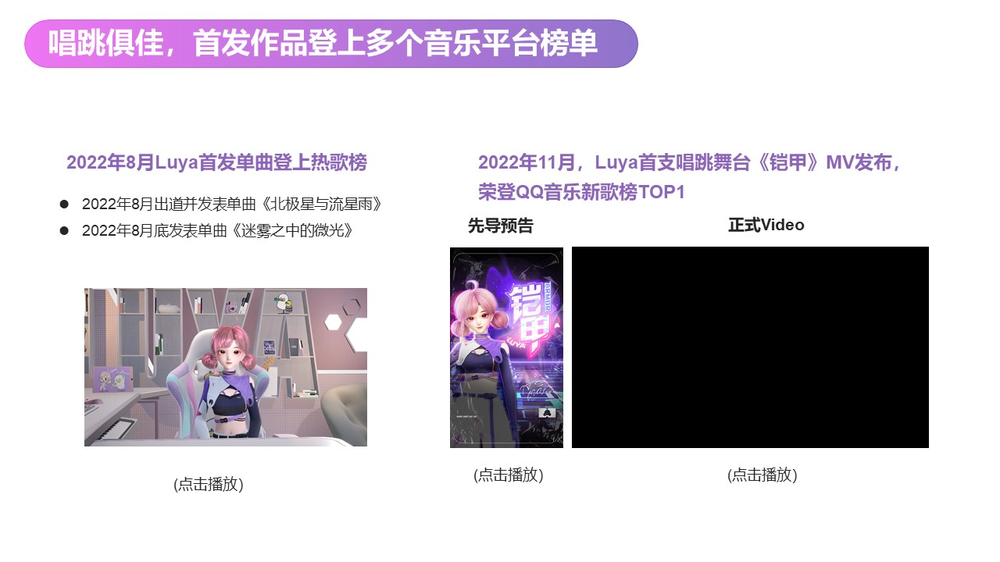 唱跳俱佳，首发作品登上多个音乐平台榜单
2022年8月Luya首发单曲登上热歌榜
● 2022年8月出道并发表单曲《北极星与流星雨》
● 2022年8月底发表单曲《迷雾之中的微光》
(点击播放)
2022年11月，Luya首支唱跳舞台《铠甲》MV发布，
荣登QQ音乐新歌榜TOP1
先导预告
正式Video
铠甲
ARMOUR
LUYA
(点击播放)
(点击播放)